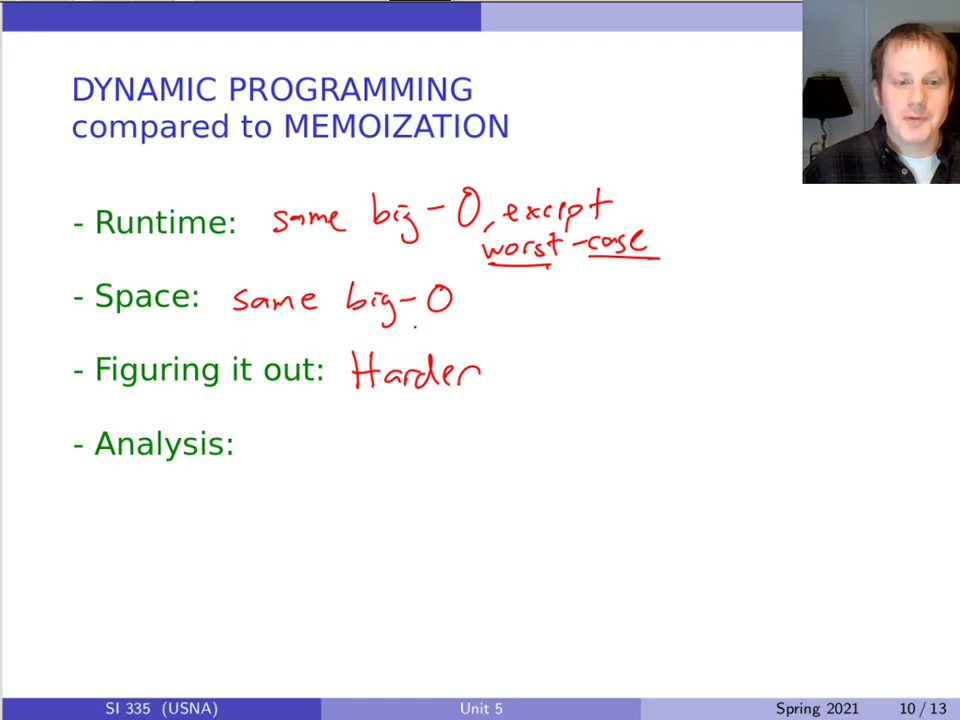 DYNAMIC PROGRAMMING
compared to MEMOIZATION
- Runtime: same big-O, except
worst-case
- Space: same big-O
- Figuring it out: Harder
- Analysis:
SI 335 (USNA) Unit 5 Spring 2021 10 / 13